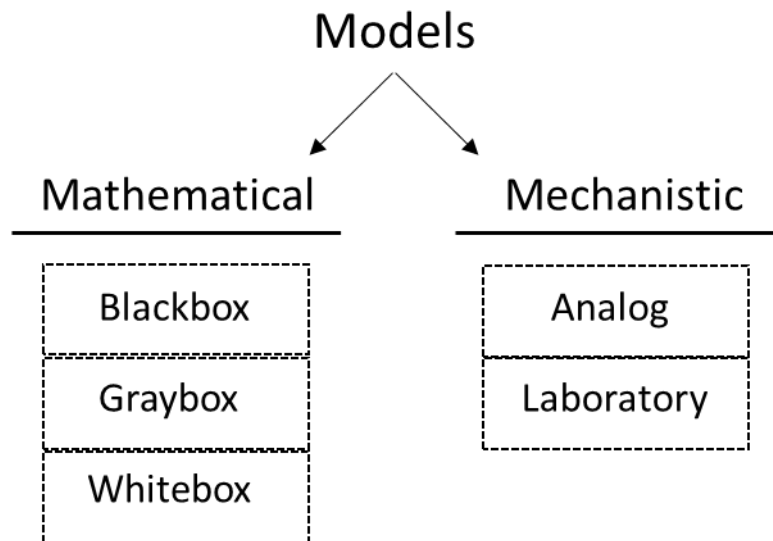 Models
Mathematical
Mechanistic
Blackbox
Graybox
Whitebox
Analog
Laboratory